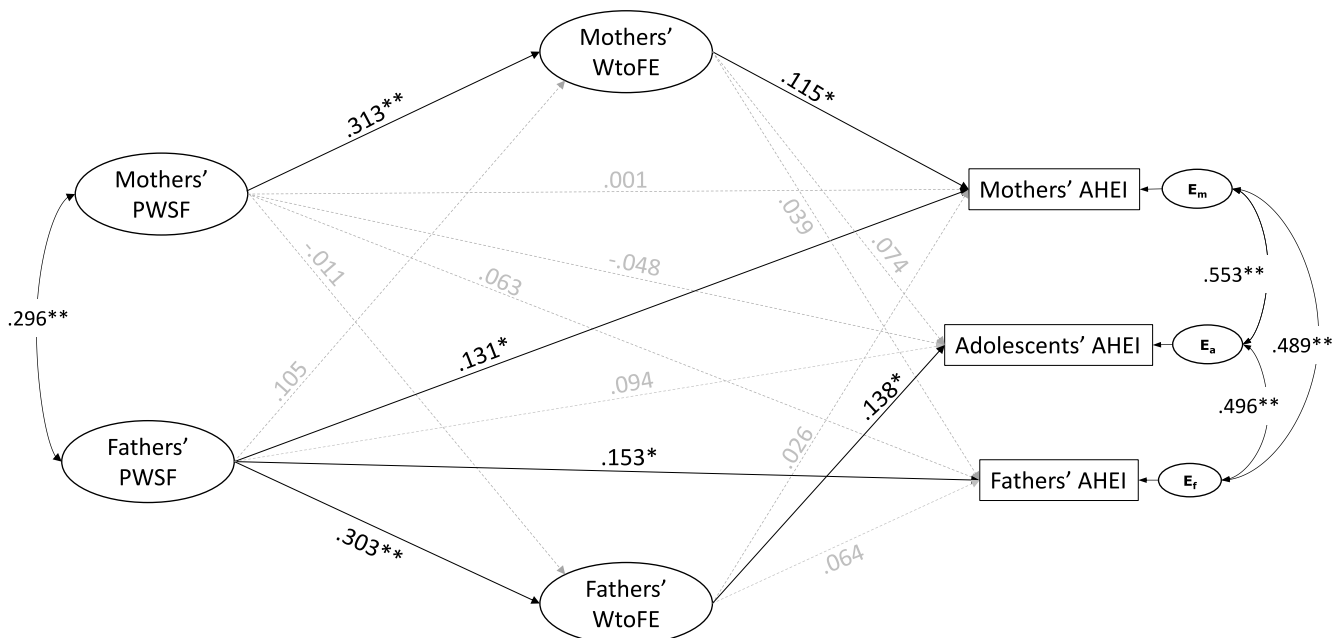 Mothers’
WtoFE
.115*
.313**
Mothers’
PWSF
.001
Mothers’ AHEI
Em
.039
.074
-.011
-.048
.063
.553**
.296**
.131*
Adolescents’ AHEI
Ea
.489**
.105
.094
.138*
.496**
Fathers’
PWSF
.153*
.026
Fathers’ AHEI
Ef
.303**
.064
Fathers’
WtoFE